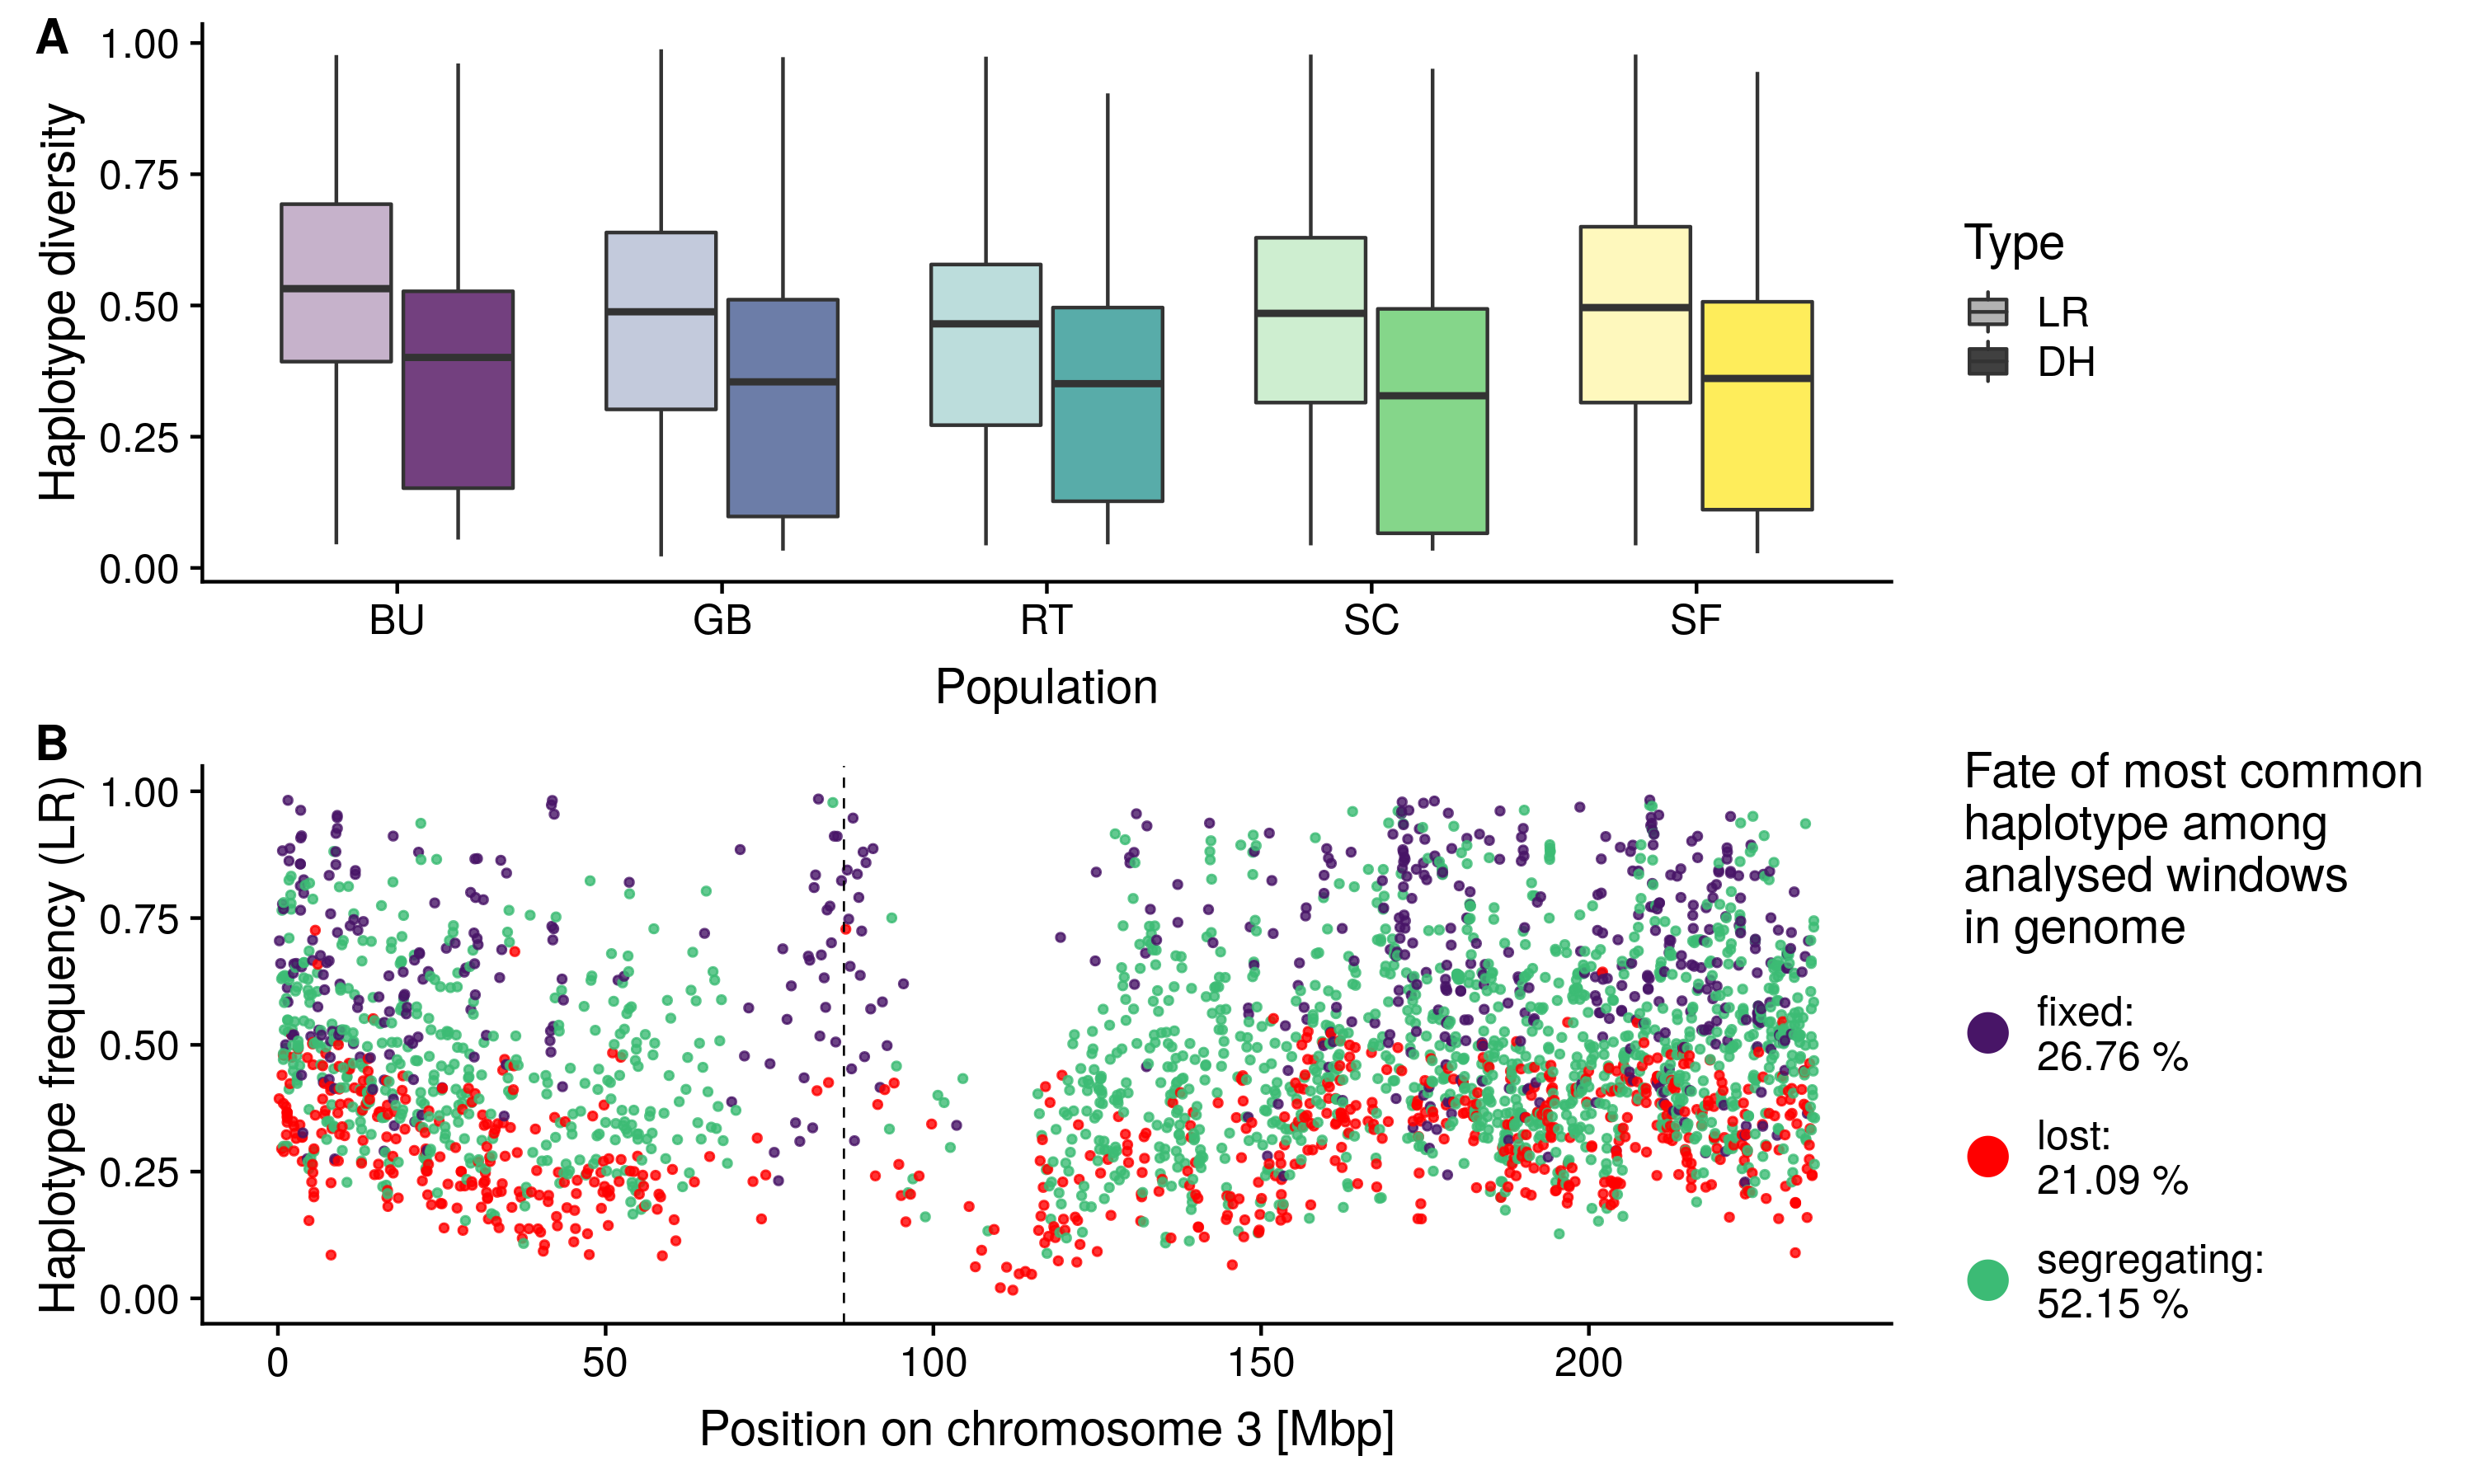 A
1.00
0.75
0.50
0.25
0.00
Haplotype diversity
BU
GB
RT
SC
SF
Population
Type
LR
DH
B
1.00
0.75
0.50
0.25
0.00
Haplotype frequency (LR)
0
50
100
150
200
Position on chromosome 3 [Mbp]
Fate of most common
haplotype among
analysed windows
in genome
fixed:
26.76 %
lost:
21.09 %
segregating:
52.15 %